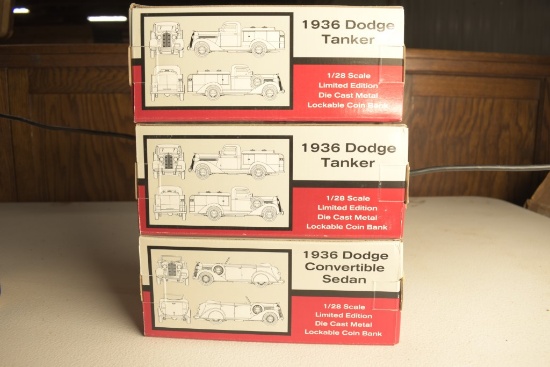 1936 Dodge
Tanker
1/28 Scale
Limited Edition
Die Cast Metal
Lockable Coin Bank
1936 Dodge
Tanker
1/28 Scale
Limited Edition
Die Cast Metal
Lockable Coin Bank
1936 Dodge
Convertible
Sedan
1/28 Scale
Limited Edition
Die Cast Metal
Lockable Coin Bank